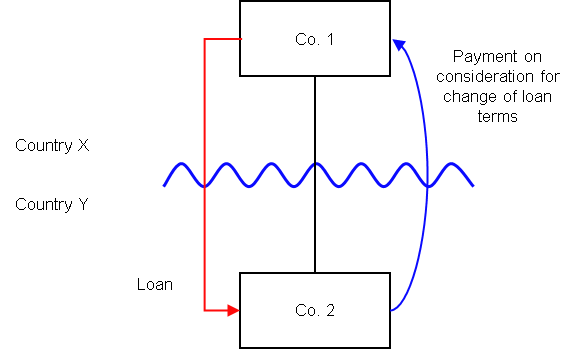 Co. 1
Payment on
consideration for
change of loan
terms
Country X
Country Y
Loan
Co. 2